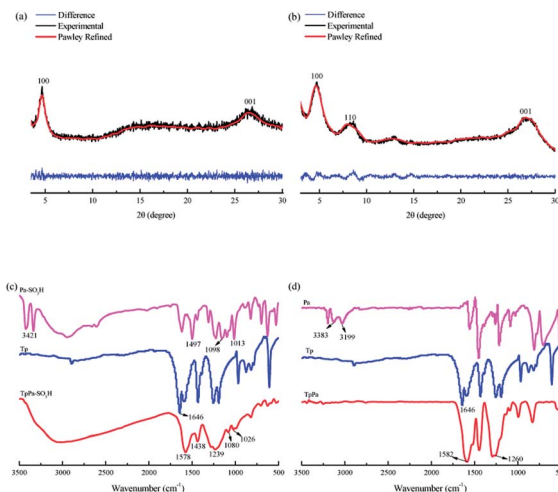 (a)
Difference
Experimental
Pawley Refined
100
001
5 10 15 20 25 30
2θ (degree)
(b)
Difference
Experimental
Pawley Refined
100
110
001
5 10 15 20 25 30
2θ (degree)
(c)
Pa-SO3H
3421
1497
1098
1013
Tp
1646
TpPa-SO3H
1578
1438
1239
1080
1026
3500 3000 2500 2000 1500 1000 500
Wavenumber (cm-1)
(d)
Pa
3383
3199
Tp
1646
TpPa
1582
1260
3500 3000 2500 2000 1500 1000 500
Wavenumber (cm-1)